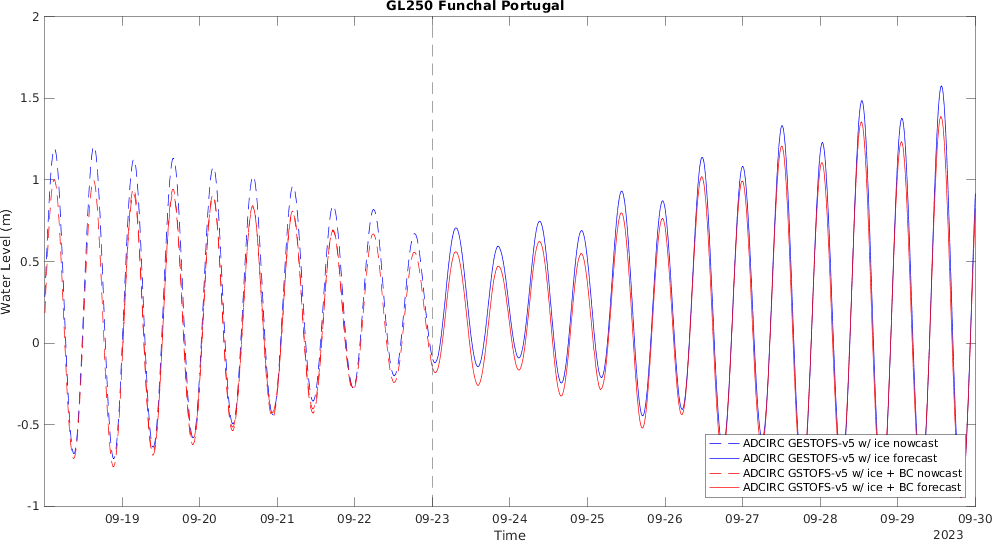 GL250 Funchal Portugal
2
1.5
1
0.5
0
-0.5
-1
Water Level (m)
ADCIRC GESTOFS-v5 w/ ice nowcast
ADCIRC GESTOFS-v5 w/ ice forecast
ADCIRC GSTOFS-v5 w/ ice + BC nowcast
ADCIRC GSTOFS-v5 w/ ice + BC forecast
09-19 09-20 09-21 09-22 09-23 09-24 09-25 09-26 09-27 09-28 09-29 09-30
Time
2023